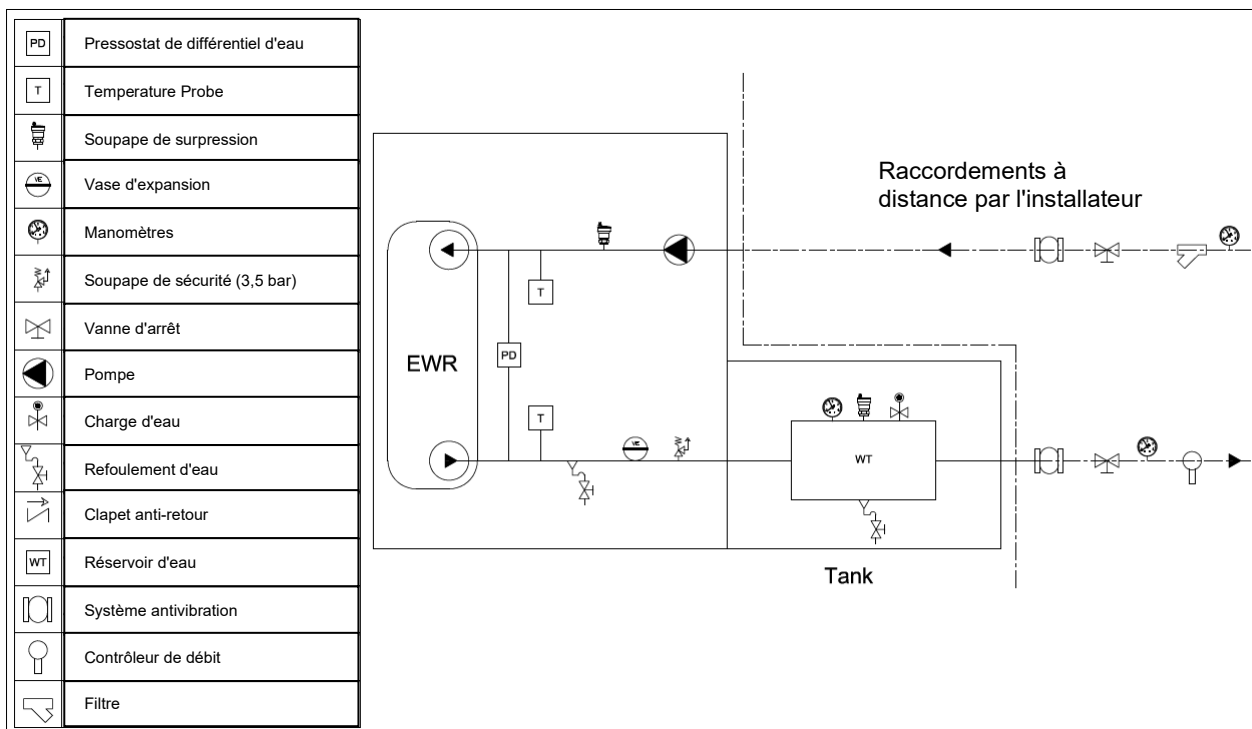 PD
Pressostat de différentiel d'eau
T
Temperature Probe
Soupape de surpression
VE
Vase d'expansion
Manomètres
Soupape de sécurité (3,5 bar)
Vanne d'arrêt
Pompe
Charge d'eau
Refoulement d'eau
Clapet anti-retour
WT
Réservoir d'eau
Système antivibration
Contrôleur de débit
Filtre
Raccordements à
distance par l'installateur
T
EWR
PD
T
VE
WT
Tank